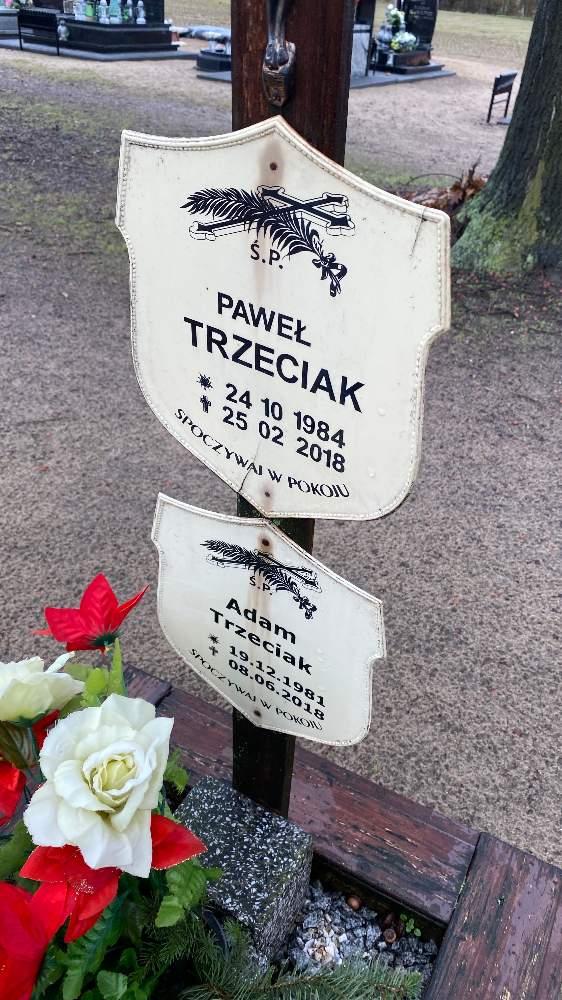 Ś.P.
PAWEŁ
TRZECIAK
24 10 1984
25 02 2018
SPOCZYWAJ W POKOJU
Ś.P.
Adam
Trzeciak
19.12.1981
08.06.2018
SPOCZYWAJ W POKOJU